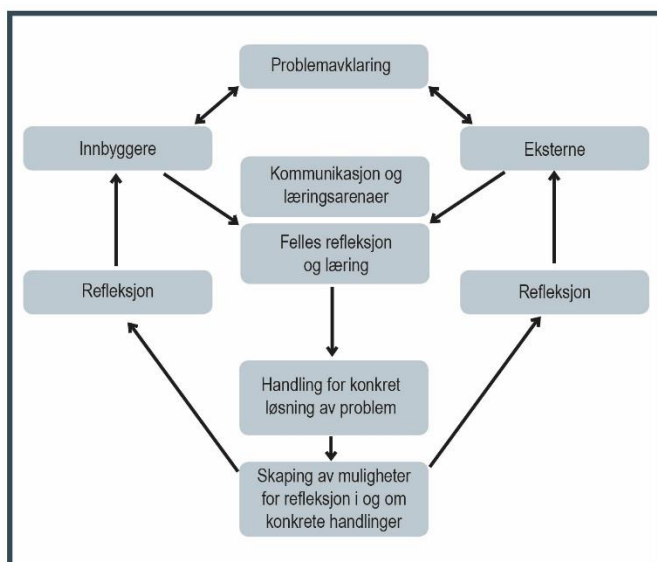 Problemavklaring
Innbyggere
Eksterne
Kommunikasjon og
læringsarenaer
Felles refleksjon
og læring
Refleksjon
Refleksjon
Handling for konkret
løsning av problem
Skaping av muligheter
for refleksjon i og om
konkrete handlinger